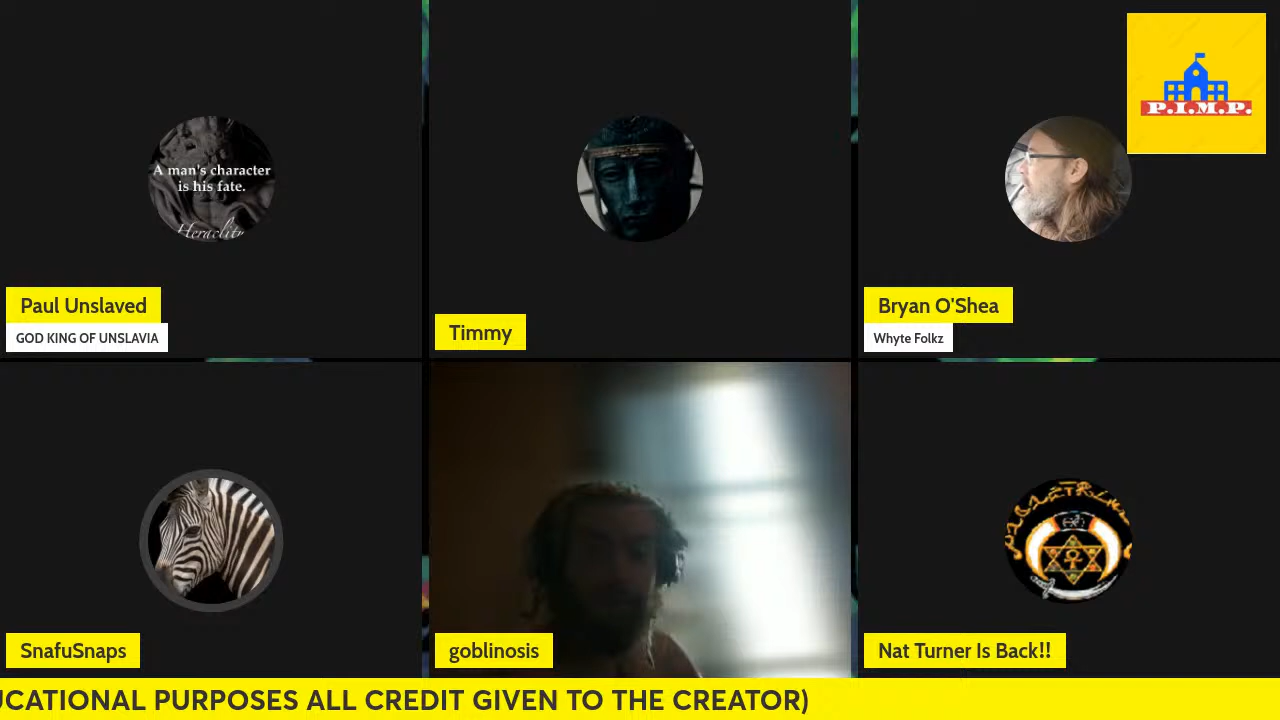 A man's character
is his fate.
Paul Unslaved
GOD KING OF UNSLAVIA
Timmy
P.I.M.P.
Bryan O'Shea
Whyte Folkz
SnafuSnaps
goblinosis
Nat Turner Is Back!!
UCATIONAL PURPOSES ALL CREDIT GIVEN TO THE CREATOR)